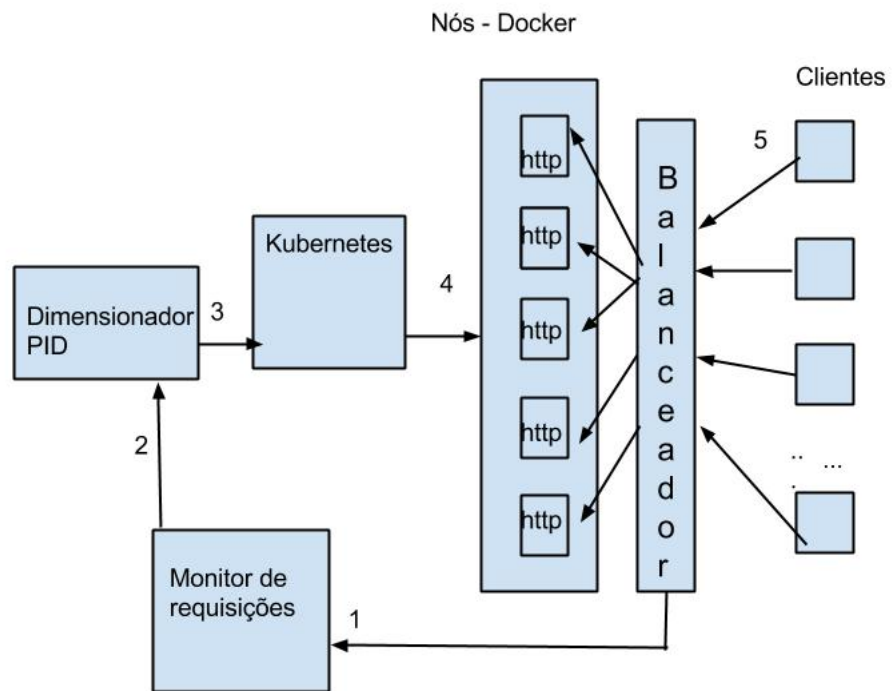 Nós - Docker
Clientes
5
http
http
http
http
http
Balanceador
Kubernetes
4
Dimensionador
PID
3
2
.. ...
.
Monitor de
requisições
1